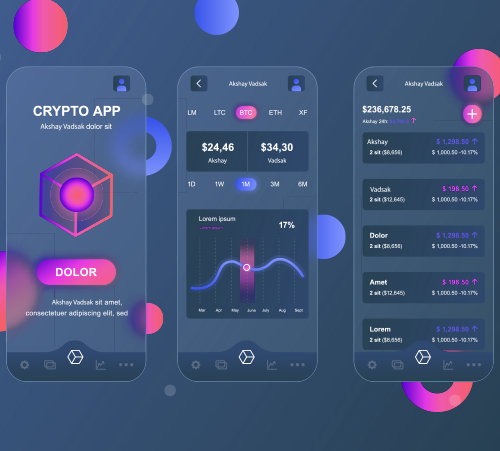 CRYPTO APP
Akshay Vadsak dolor sit
DOLOR
Akshay Vadsak sit amet,
consectetuer adipiscing elit, sed
Akshay Vadsak
LM LTC BTC ETH XF
$24,46 $34,30
Akshay Vadsak
1D 1W 1M 3M 6M
Lorem ipsum
17%
Mar Apr May June July Aug Sept
Akshay Vadsak
$236,678.25
Akshay 24h:
Akshay $ 1,298.50
2 sit ($8,656) $ 1,000.50 -10.17%
Vadsak $ 198.50
2 sit ($12,645) $ 1,000.50 -10.17%
Dolor $ 1,298.50
2 sit ($8,656) $ 1,000.50 -10.17%
Amet $ 198.50
2 sit ($12,645) $ 1,000.50 -10.17%
Lorem $ 1,298.50
2 sit ($8,656) $ 1,000.50 -10.17%